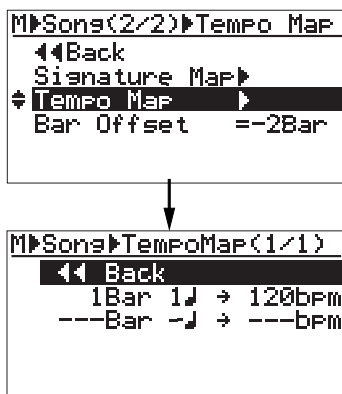 M▶Song(2/2)▶Tempo Map
◀◀Back
Signature Map▶
Tempo Map ▶
Bar Offset =-2Bar
M▶Song▶TempoMap(1/1)
◀◀ Back
1Bar 1♩ → 120bpm
---Bar -♩ → ---bpm